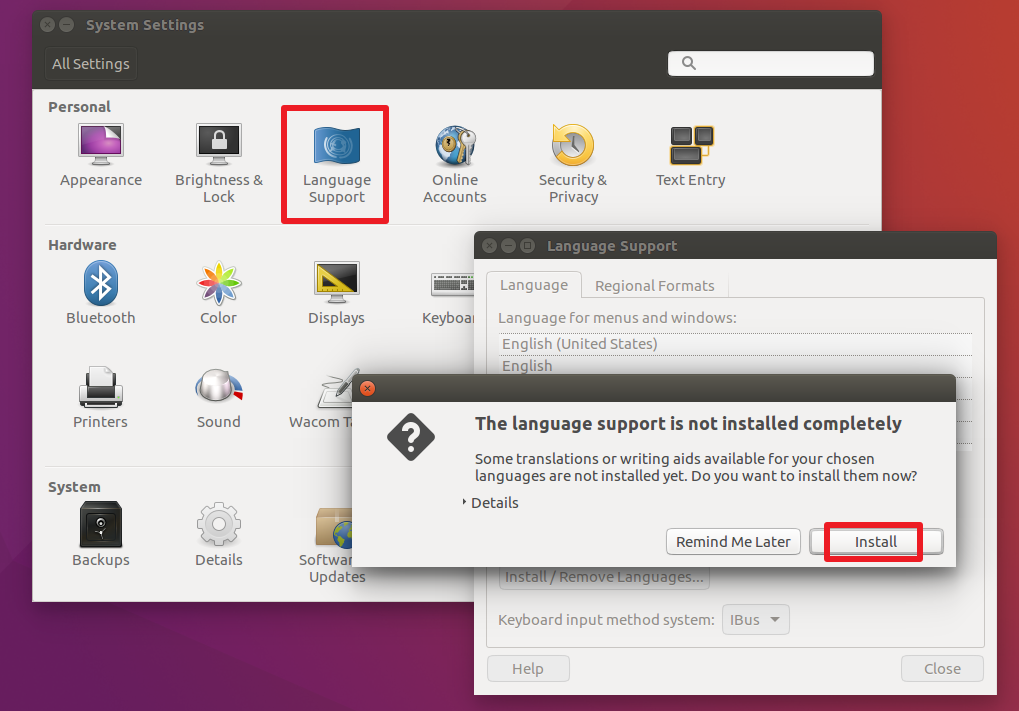 System Settings
All Settings
Personal
Appearance
Brightness &
Lock
Language
Support
Online
Accounts
Security &
Privacy
Text Entry
Hardware
Bluetooth
Color
Displays
Keyboar
Printers
Sound
Wacom Ta
System
Backups
Details
Softwar
Updates
Language Support
Language
Regional Formats
Language for menus and windows:
English (United States)
English
The language support is not installed completely
Some translations or writing aids available for your chosen
languages are not installed yet. Do you want to install them now?
Details
Remind Me Later
Install
Install / Remove Languages...
Keyboard input method system:
IBus
Help
Close